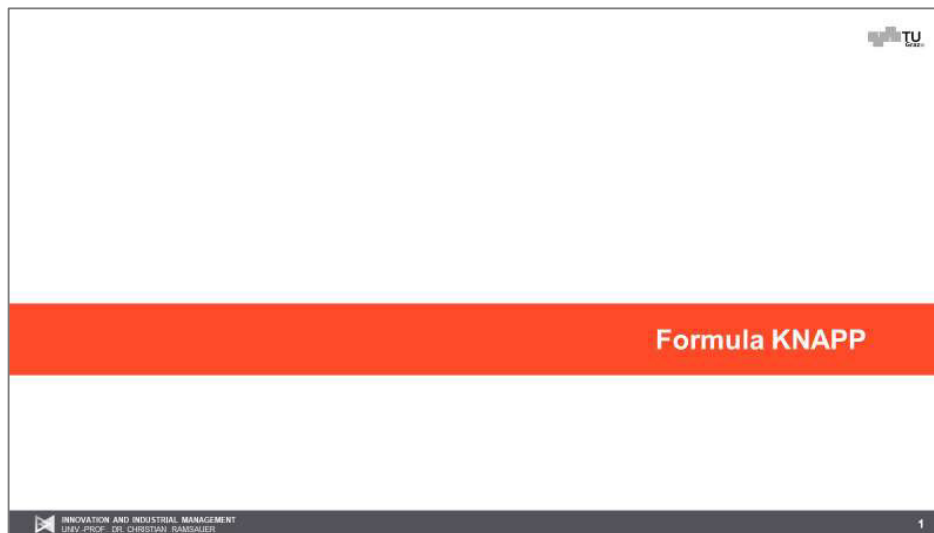 TU
Graz
Formula KNAPP
INNOVATION AND INDUSTRIAL MANAGEMENT
UNIV.-PROF. DR. CHRISTIAN RAMSAUER
1